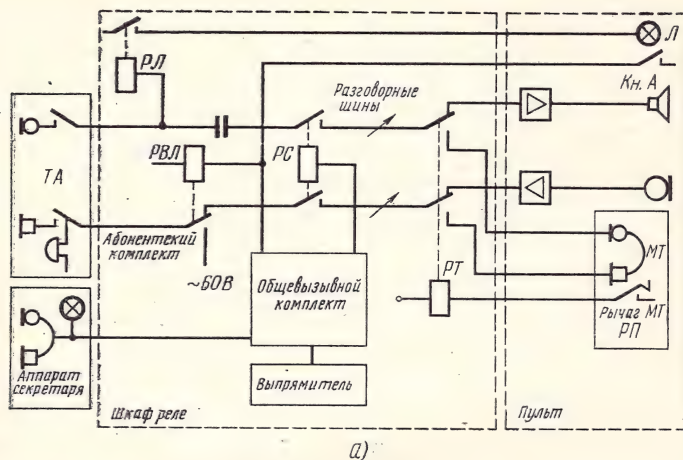 РЛ
Л
Кн. А
Разговорные
шины
ТА
РВЛ
РС
Абонентский
комплект
~60В
Общевызывной
комплект
РТ
МТ
Рычаг МТ
РП
Аппарат
секретаря
Выпрямитель
Шкаф реле
Пульт
а)